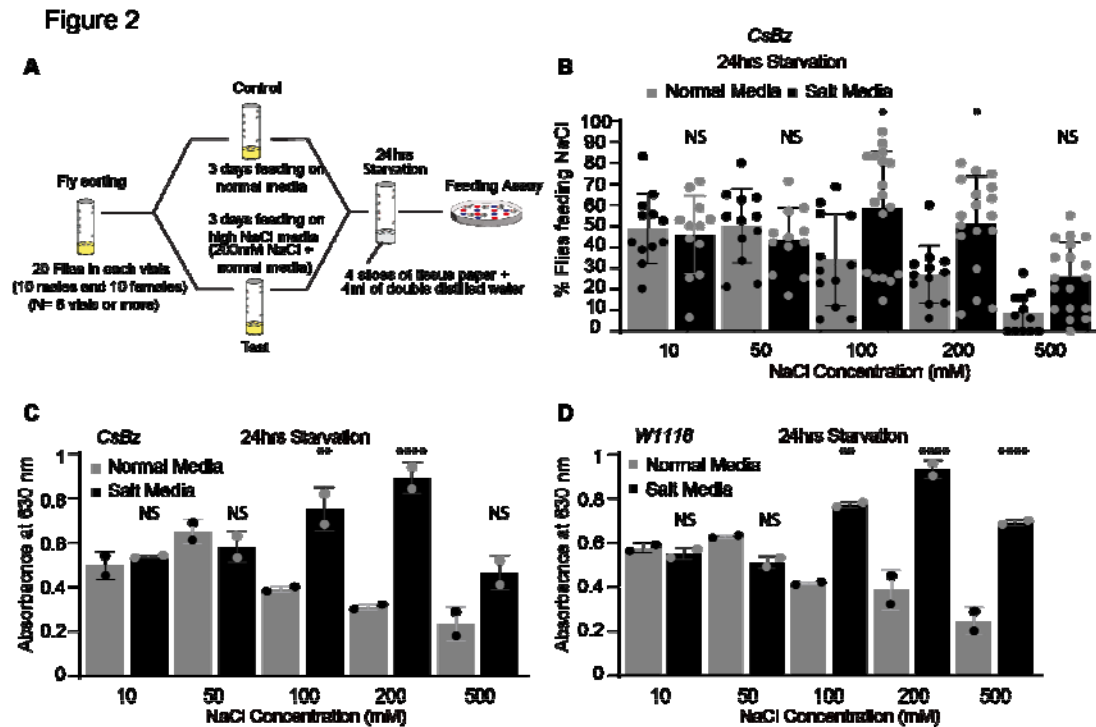 Figure 2
A
Control
3 days feeding on
normal media
Fly sorting
20 Flies in each vials
(10 males and 10 females)
(N= 6 vials or more)
3 days feeding on
high NaCl media
(200mM NaCl +
normal media)
Test
24hrs
Starvation
4 slices of tissue paper +
4ml of double distilled water
Feeding Assay
B
CsBz
24hrs Starvation
Normal Media
Salt Media
NS
NS
*
*
NS
% Flies feeding NaCl
100
90
80
70
60
50
40
30
20
10
0
10
50
100
200
500
NaCl Concentration (mM)
C
CsBz
24hrs Starvation
Normal Media
Salt Media
NS
NS
**
****
NS
Absorbance at 630 nm
1
0.8
0.6
0.4
0.2
0
10
50
100
200
500
NaCl Concentration (mM)
D
W1118
24hrs Starvation
Normal Media
Salt Media
NS
NS
**
****
****
Absorbance at 630 nm
1
0.8
0.6
0.4
0.2
0
10
50
100
200
500
NaCl Concentration (mM)